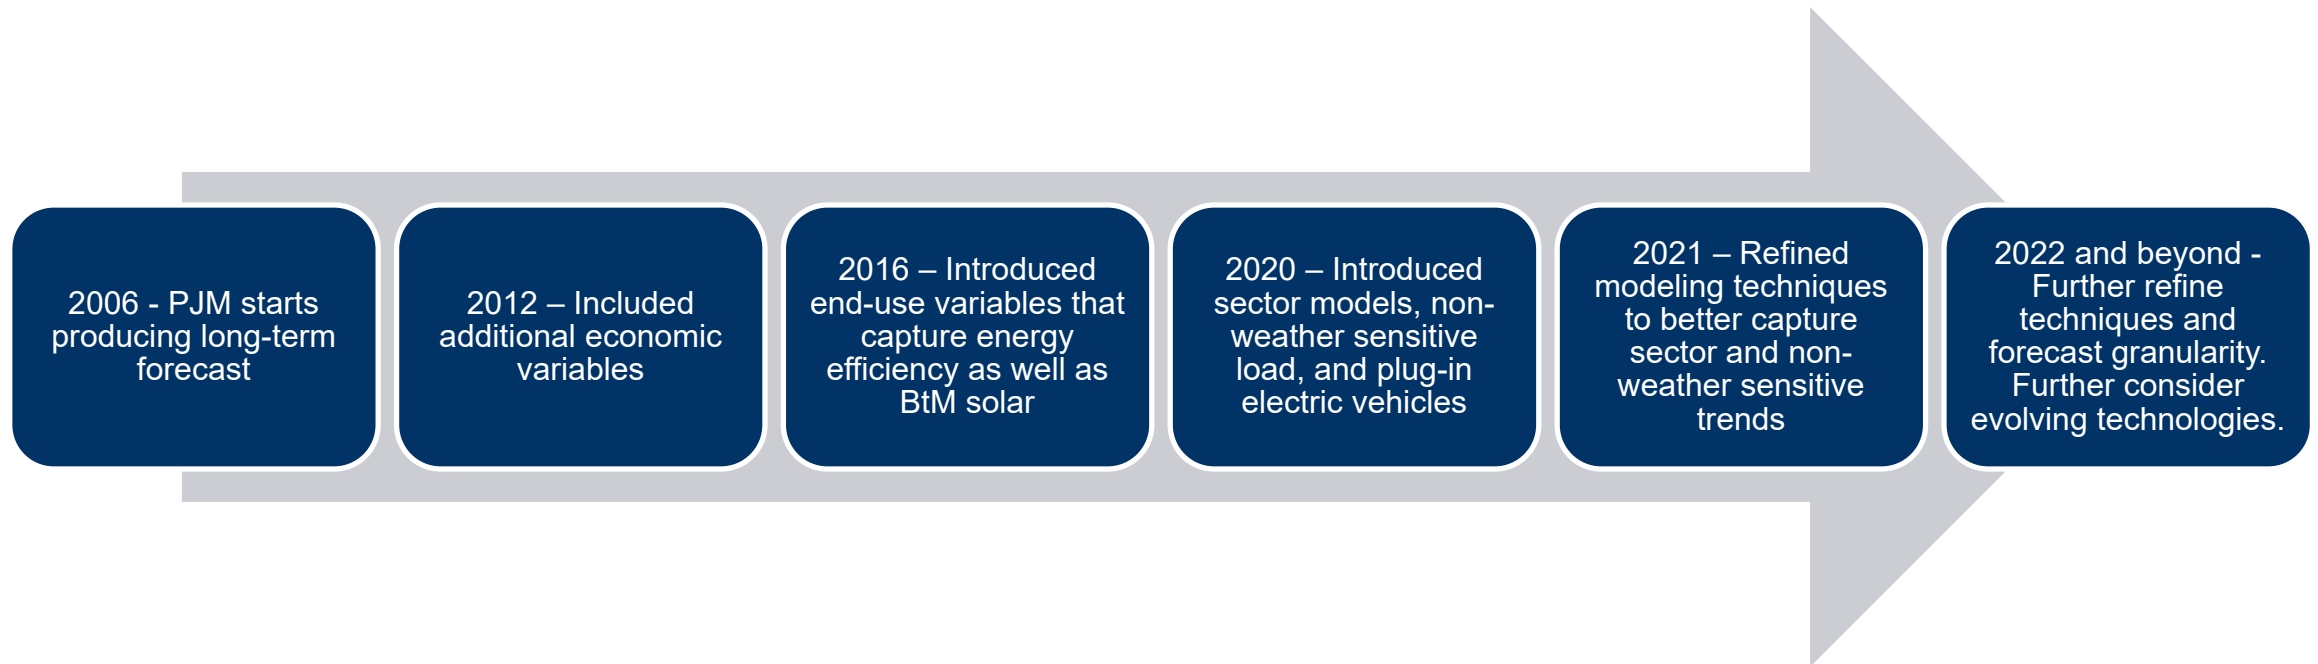 2006 - PJM starts
producing long-term
forecast
2012 – Included
additional economic
variables
2016 – Introduced
end-use variables that
capture energy
efficiency as well as
BtM solar
2020 – Introduced
sector models, non-
weather sensitive
load, and plug-in
electric vehicles
2021 – Refined
modeling techniques
to better capture
sector and non-
weather sensitive
trends
2022 and beyond -
Further refine
techniques and
forecast granularity.
Further consider
evolving technologies.